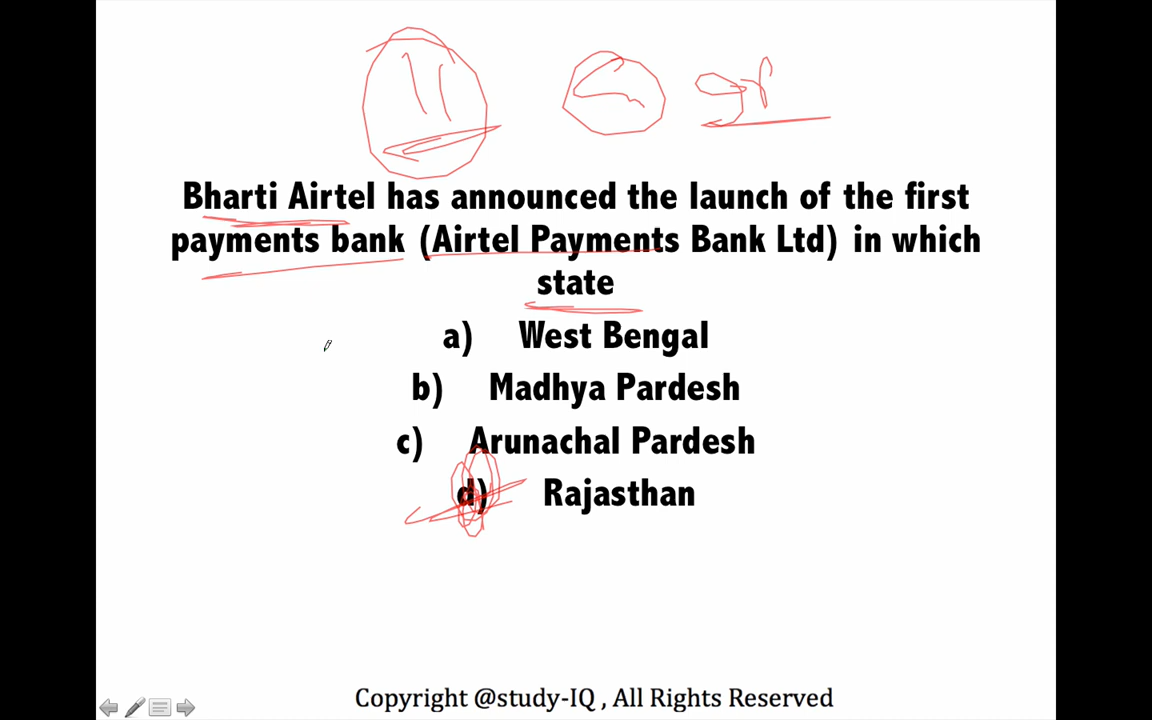 11
Bharti Airtel has announced the launch of the first
payments bank (Airtel Payments Bank Ltd) in which
state
a) West Bengal
b) Madhya Pardesh
c) Arunachal Pardesh
d) Rajasthan
Copyright @study-IQ , All Rights Reserved